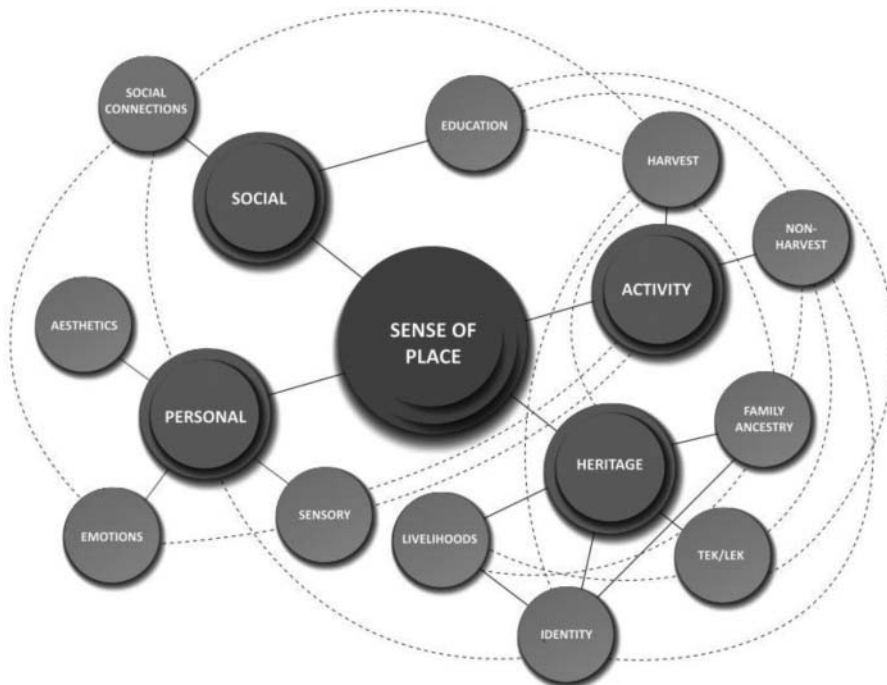 SOCIAL
CONNECTIONS
EDUCATION
HARVEST
SOCIAL
NON-
HARVEST
ACTIVITY
AESTHETICS
SENSE OF
PLACE
PERSONAL
FAMILY
ANCESTRY
HERITAGE
SENSORY
EMOTIONS
LIVELIHOODS
TEK/LEK
IDENTITY